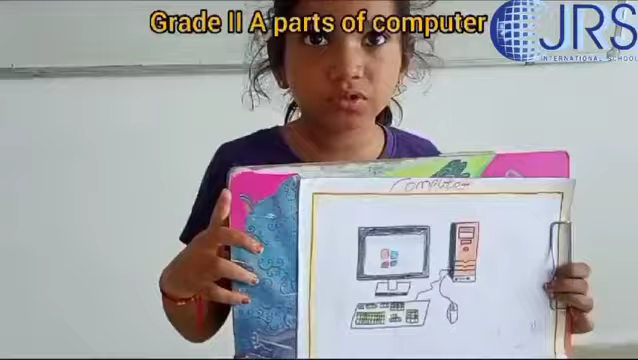 Grade II A parts of computer
JRS
INTERNATIONAL SCHOOL
Computer